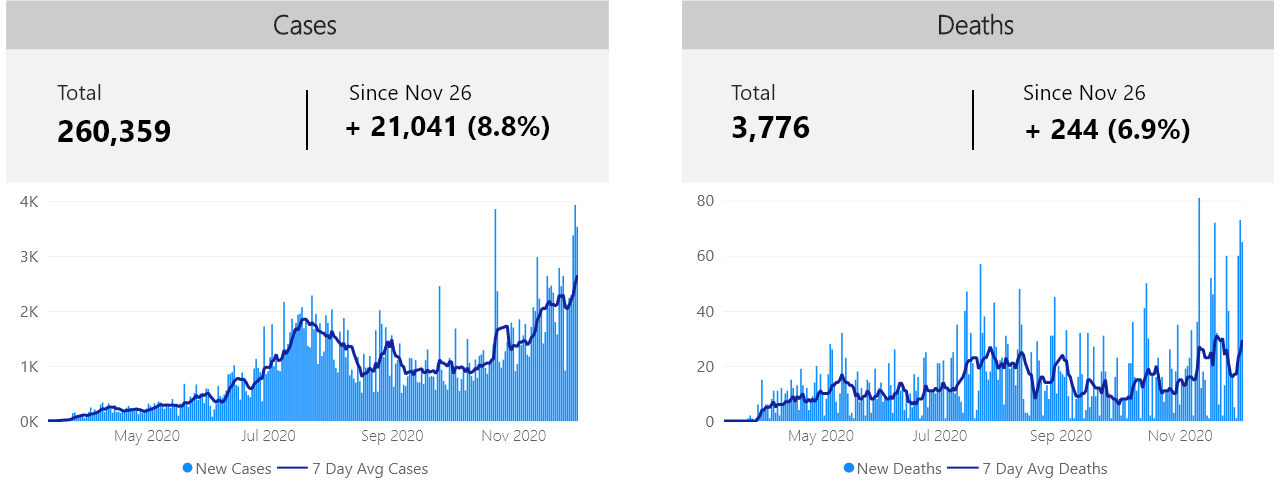 Cases
Total
Since Nov 26
260,359
+ 21,041 (8.8%)
4K
3K
2K
1K
0K
May 2020
Jul 2020
Sep 2020
Nov 2020
New Cases
7 Day Avg Cases
Deaths
Total
Since Nov 26
3,776
+ 244 (6.9%)
80
60
40
20
0
May 2020
Jul 2020
Sep 2020
Nov 2020
New Deaths
7 Day Avg Deaths